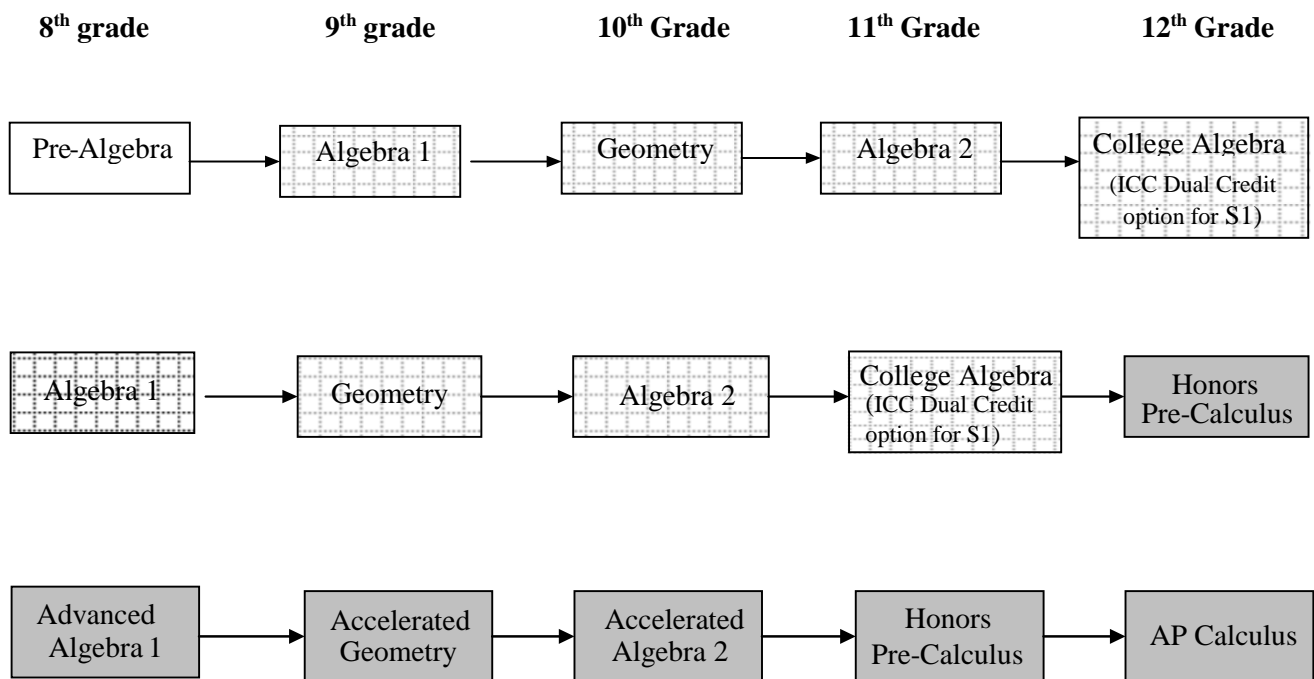 8th grade 9th grade 10th Grade 11th Grade 12th Grade
Pre-Algebra
Algebra 1
Geometry
Algebra 2
College Algebra
(ICC Dual Credit
option for S1)
Algebra 1
Geometry
Algebra 2
College Algebra
(ICC Dual Credit
option for S1)
Honors
Pre-Calculus
Advanced
Algebra 1
Accelerated
Geometry
Accelerated
Algebra 2
Honors
Pre-Calculus
AP Calculus